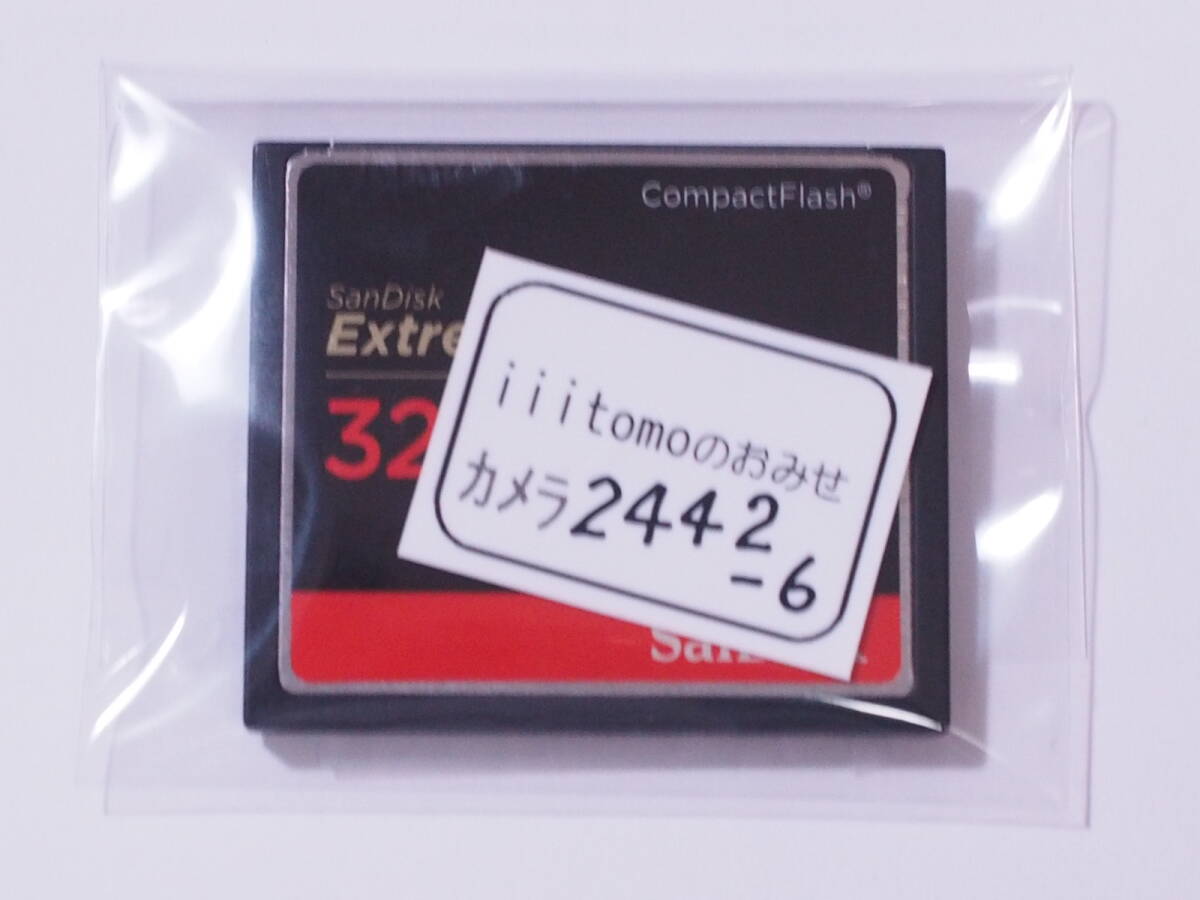 CompactFlash®
SanDisk
Extre
32
iiitomoのおみせ
カメラ2442
-6
San